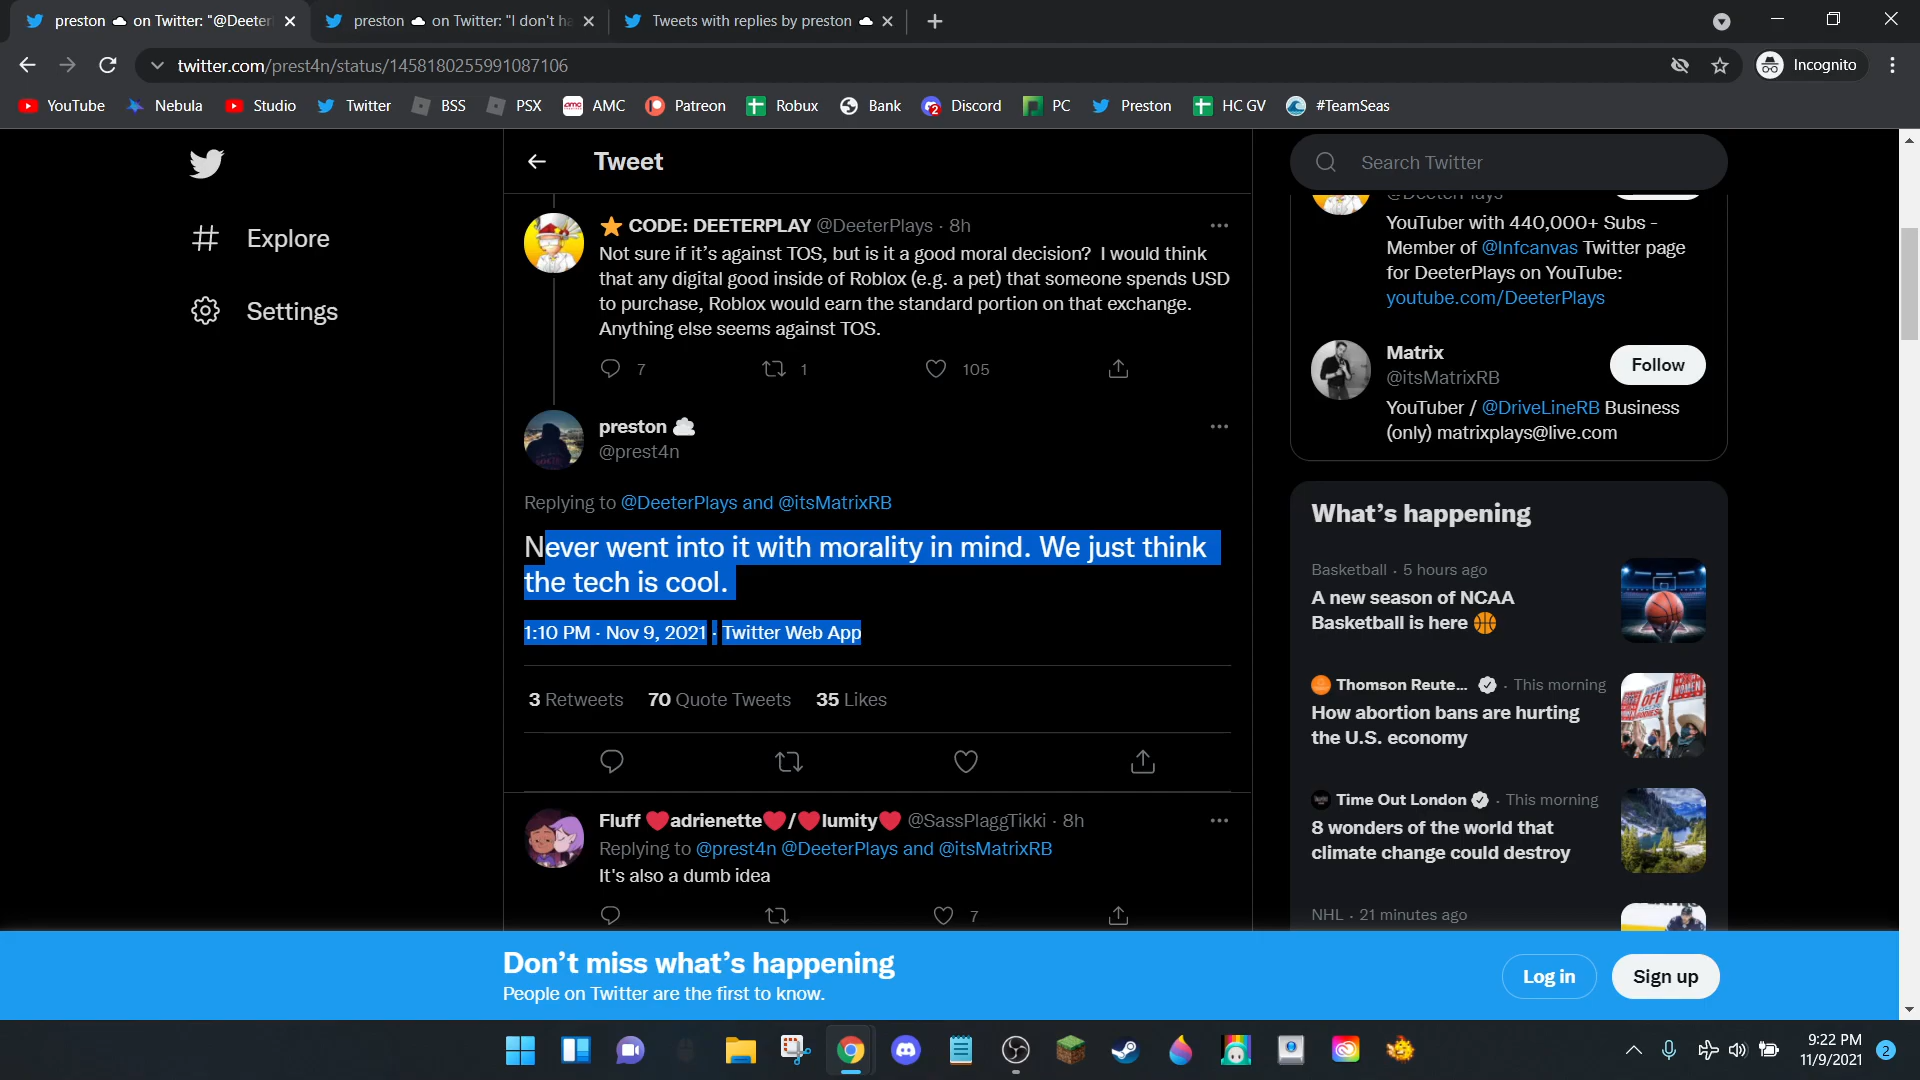 preston ☁ on Twitter: "@Deeter
preston ☁ on Twitter: "I don't ha
Tweets with replies by preston ☁
twitter.com/prest4n/status/1458180255991087106
Incognito
YouTube
Nebula
Studio
Twitter
BSS
PSX
AMC
Patreon
Robux
Bank
Discord
PC
Preston
HC GV
#TeamSeas
Explore
Settings
Tweet
⭐ CODE: DEETERPLAY @DeeterPlays · 8h
Not sure if it's against TOS, but is it a good moral decision? I would think
that any digital good inside of Roblox (e.g. a pet) that someone spends USD
to purchase, Roblox would earn the standard portion on that exchange.
Anything else seems against TOS.
7
1
105
preston ☁
@prest4n
Replying to @DeeterPlays and @itsMatrixRB
Never went into it with morality in mind. We just think
the tech is cool.
1:10 PM · Nov 9, 2021 · Twitter Web App
3 Retweets 70 Quote Tweets 35 Likes
Fluff ❤adrienette❤/❤lumity❤ @SassPlaggTikki · 8h
Replying to @prest4n @DeeterPlays and @itsMatrixRB
It's also a dumb idea
7
Search Twitter
@DeeterPlays
YouTuber with 440,000+ Subs -
Member of @Infcanvas Twitter page
for DeeterPlays on YouTube:
youtube.com/DeeterPlays
Matrix
@itsMatrixRB
Follow
YouTuber / @DriveLineRB Business
(only) matrixplays@live.com
What's happening
Basketball · 5 hours ago
A new season of NCAA
Basketball is here 🏀
Thomson Reute... · This morning
How abortion bans are hurting
the U.S. economy
Time Out London · This morning
8 wonders of the world that
climate change could destroy
NHL · 21 minutes ago
Don't miss what's happening
People on Twitter are the first to know.
Log in
Sign up
9:22 PM
11/9/2021
2